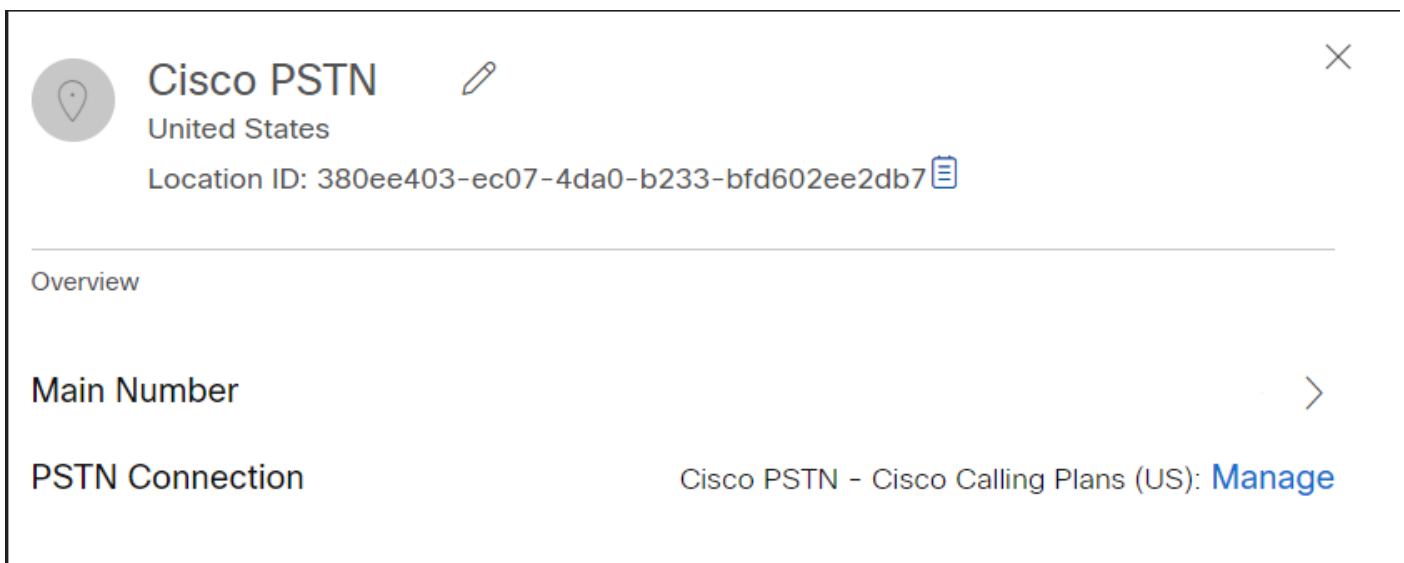 Cisco PSTN
United States
Location ID: 380ee403-ec07-4da0-b233-bfd602ee2db7
Overview
Main Number
PSTN Connection Cisco PSTN - Cisco Calling Plans (US): Manage